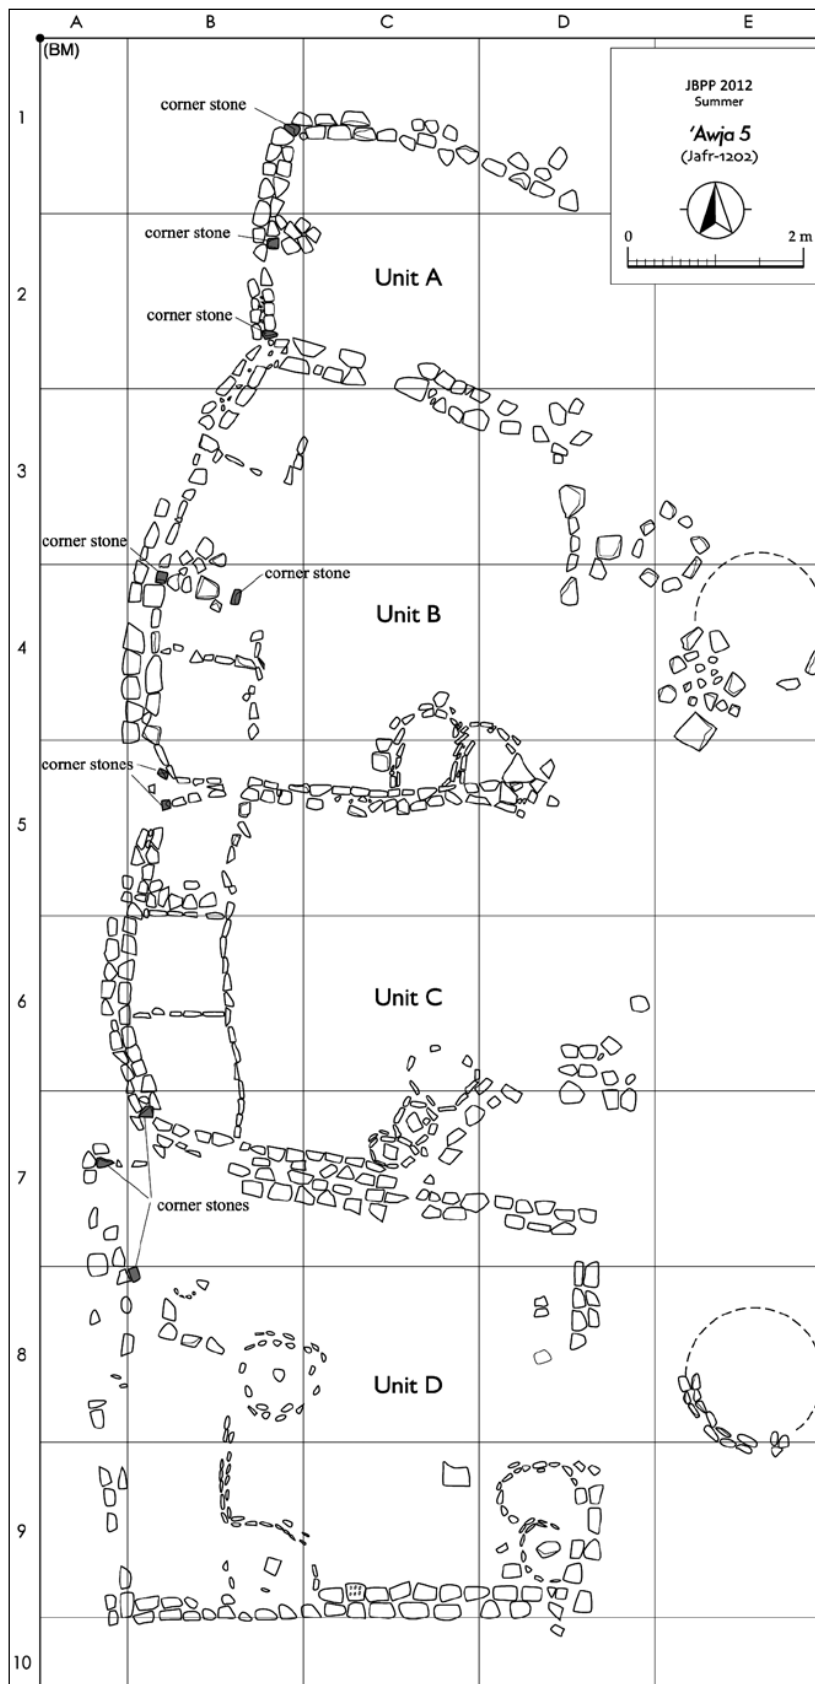 A B C D E
(BM)
JBPP 2012
Summer
'Awja 5
(Jafr-1202)
0 2 m
1
corner stone
corner stone
2
Unit A
corner stone
3
corner stone
corner stone
4
Unit B
corner stones
5
6
Unit C
7
corner stones
8
Unit D
9
10